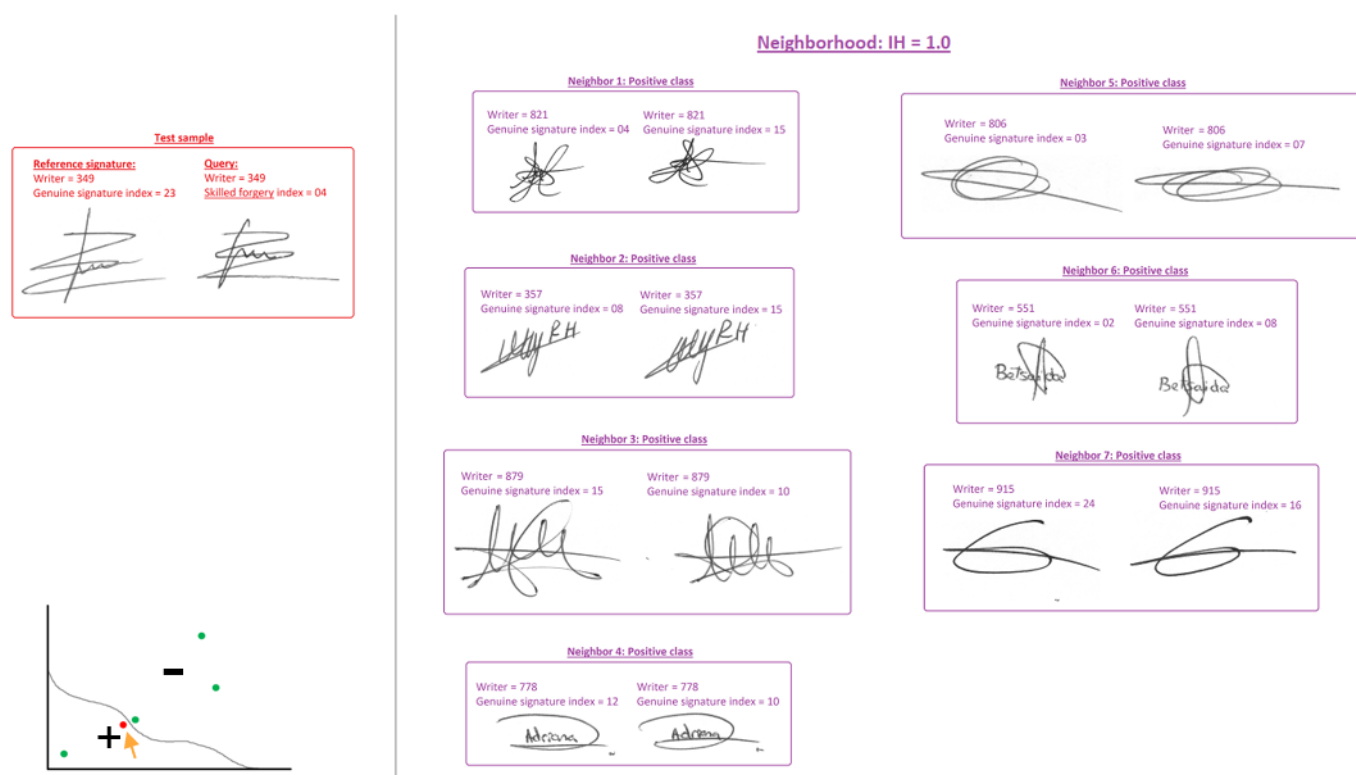 Neighborhood: IH = 1.0
Test sample
Reference signature:
Writer = 349
Genuine signature index = 23
Query:
Writer = 349
Skilled forgery index = 04
Neighbor 1: Positive class
Writer = 821
Genuine signature index = 04
Writer = 821
Genuine signature index = 15
Neighbor 2: Positive class
Writer = 357
Genuine signature index = 08
Writer = 357
Genuine signature index = 15
Neighbor 3: Positive class
Writer = 879
Genuine signature index = 15
Writer = 879
Genuine signature index = 10
Neighbor 4: Positive class
Writer = 778
Genuine signature index = 12
Adriana
Writer = 778
Genuine signature index = 10
Adriana
Neighbor 5: Positive class
Writer = 806
Genuine signature index = 03
Writer = 806
Genuine signature index = 07
Neighbor 6: Positive class
Writer = 551
Genuine signature index = 02
Betsaida
Writer = 551
Genuine signature index = 08
Betsaida
Neighbor 7: Positive class
Writer = 915
Genuine signature index = 24
Writer = 915
Genuine signature index = 16
−
+